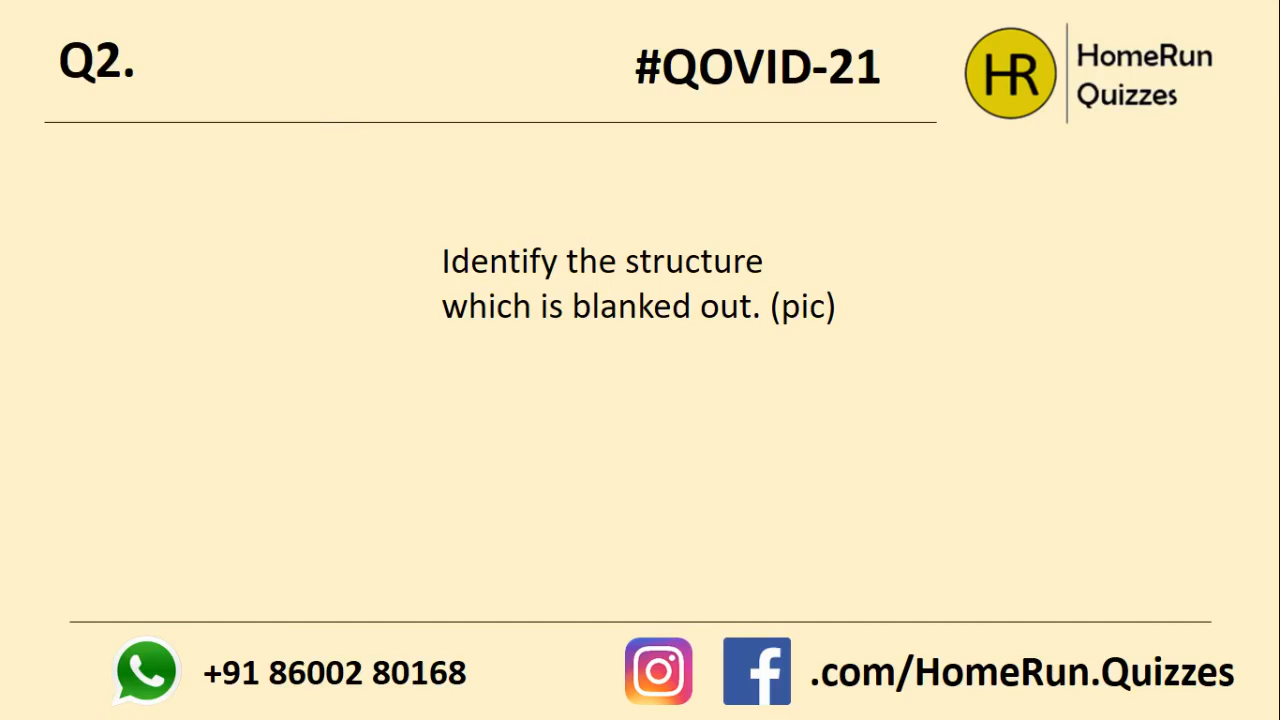 Q2.
#QOVID-21
HR
HomeRun
Quizzes
Identify the structure
which is blanked out. (pic)
+91 86002 80168
.com/HomeRun.Quizzes